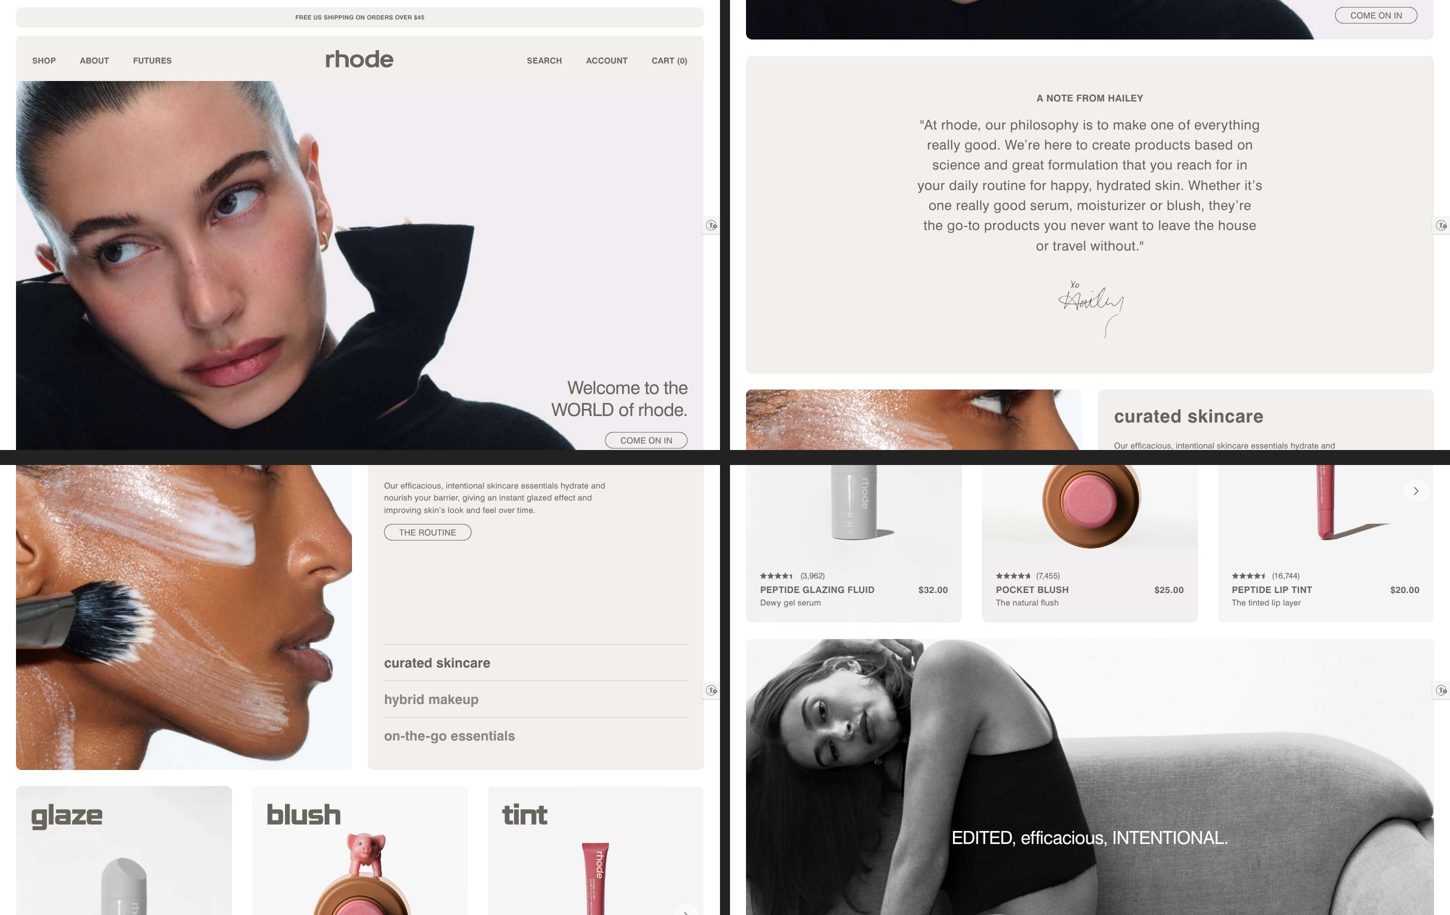 FREE US SHIPPING ON ORDERS OVER $45
SHOP ABOUT FUTURES rhode SEARCH ACCOUNT CART (0)
Welcome to the
WORLD of rhode.
COME ON IN
COME ON IN
A NOTE FROM HAILEY
"At rhode, our philosophy is to make one of everything
really good. We're here to create products based on
science and great formulation that you reach for in
your daily routine for happy, hydrated skin. Whether it's
one really good serum, moisturizer or blush, they're
the go-to products you never want to leave the house
or travel without."
xo
Hailey
curated skincare
Our efficacious, intentional skincare essentials hydrate and
Our efficacious, intentional skincare essentials hydrate and
nourish your barrier, giving an instant glazed effect and
improving skin's look and feel over time.
THE ROUTINE
curated skincare
hybrid makeup
on-the-go essentials
glaze
blush
tint
rhode
rhode
(3,962)
PEPTIDE GLAZING FLUID $32.00
Dewy gel serum
(7,455)
POCKET BLUSH $25.00
The natural flush
(16,744)
PEPTIDE LIP TINT $20.00
The tinted lip layer
EDITED, efficacious, INTENTIONAL.